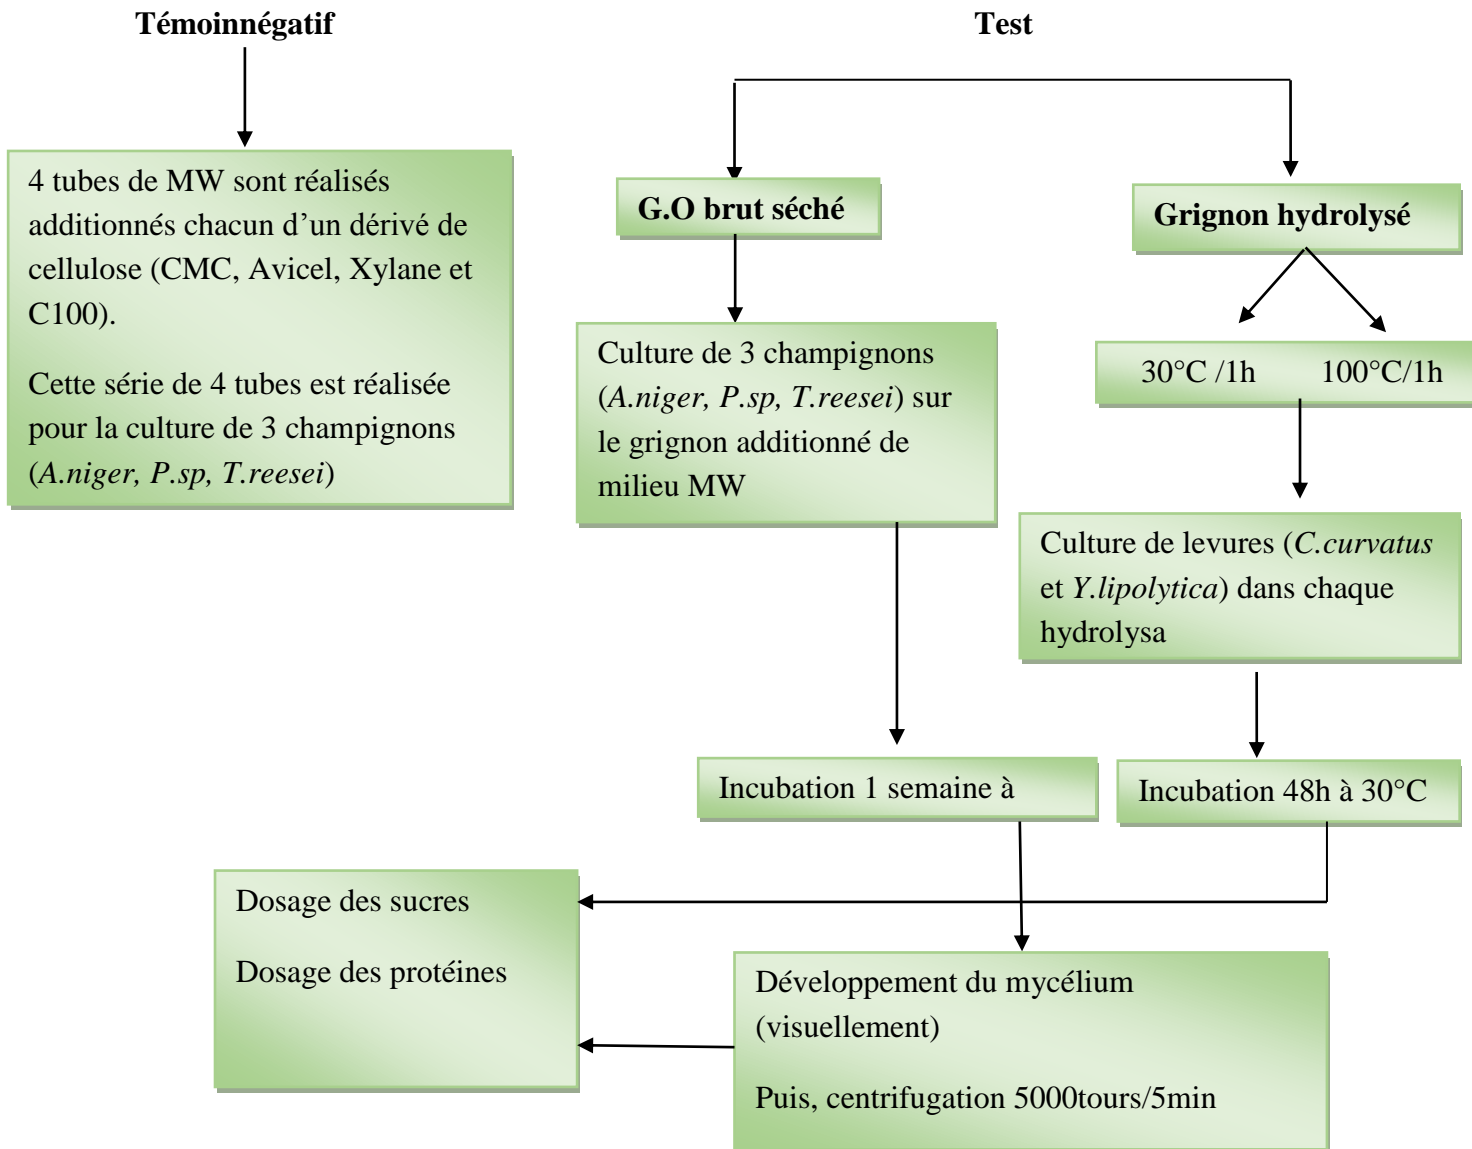 Témoinnégatif
Test
4 tubes de MW sont réalisés
additionnés chacun d’un dérivé de
cellulose (CMC, Avicel, Xylane et
C100).
Cette série de 4 tubes est réalisée
pour la culture de 3 champignons
(A.niger, P.sp, T.reesei)
G.O brut séché
Grignon hydrolysé
Culture de 3 champignons
(A.niger, P.sp, T.reesei) sur
le grignon additionné de
milieu MW
30°C /1h 100°C/1h
Culture de levures (C.curvatus
et Y.lipolytica) dans chaque
hydrolysa
Incubation 1 semaine à
Incubation 48h à 30°C
Dosage des sucres
Dosage des protéines
Développement du mycélium
(visuellement)
Puis, centrifugation 5000tours/5min